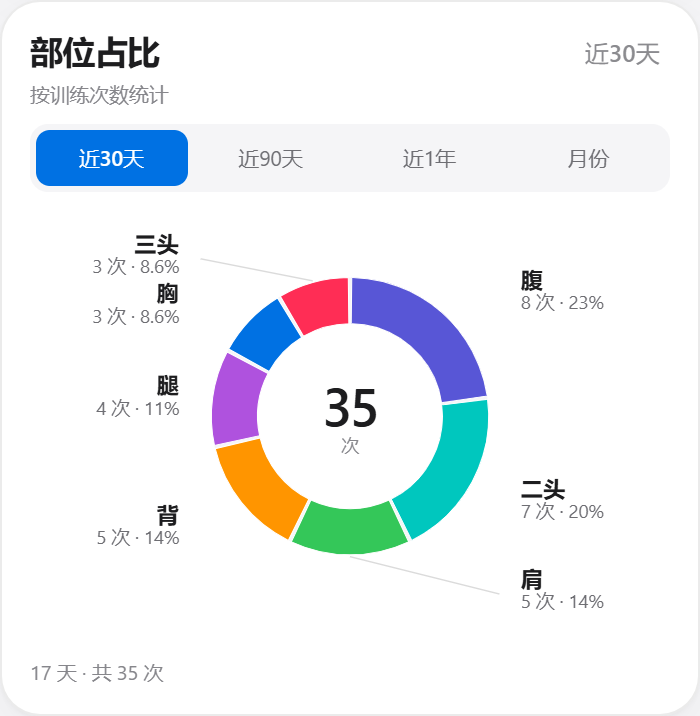 部位占比
近30天
按训练次数统计
近30天
近90天
近1年
月份
三头
3 次 · 8.6%
胸
3 次 · 8.6%
腿
4 次 · 11%
背
5 次 · 14%
腹
8 次 · 23%
二头
7 次 · 20%
肩
5 次 · 14%
35
次
17 天 · 共 35 次